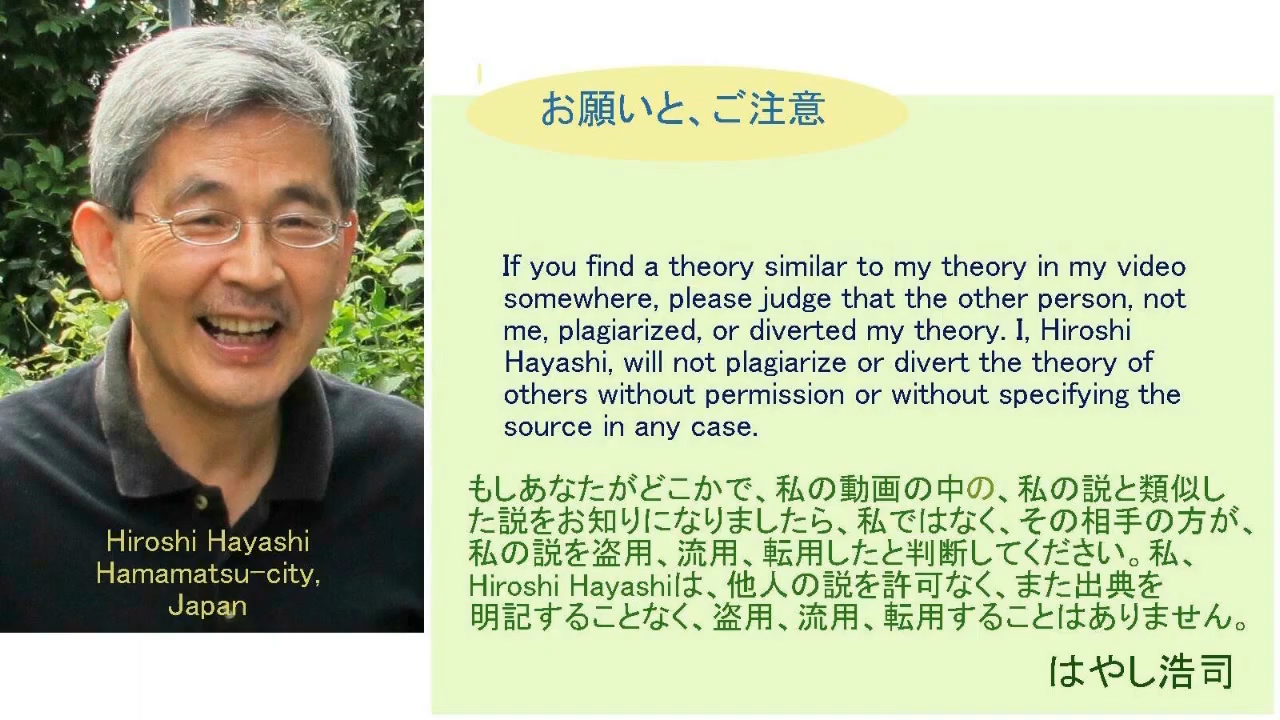 お願いと、ご注意
If you find a theory similar to my theory in my video
somewhere, please judge that the other person, not
me, plagiarized, or diverted my theory. I, Hiroshi
Hayashi, will not plagiarize or divert the theory of
others without permission or without specifying the
source in any case.
もしあなたがどこかで、私の動画の中の、私の説と類似し
た説をお知りになりましたら、私ではなく、その相手の方が、
私の説を盗用、流用、転用したと判断してください。私、
Hiroshi Hayashiは、他人の説を許可なく、また出典を
明記することなく、盗用、流用、転用することはありません。
はやし浩司
Hiroshi Hayashi
Hamamatsu-city,
Japan